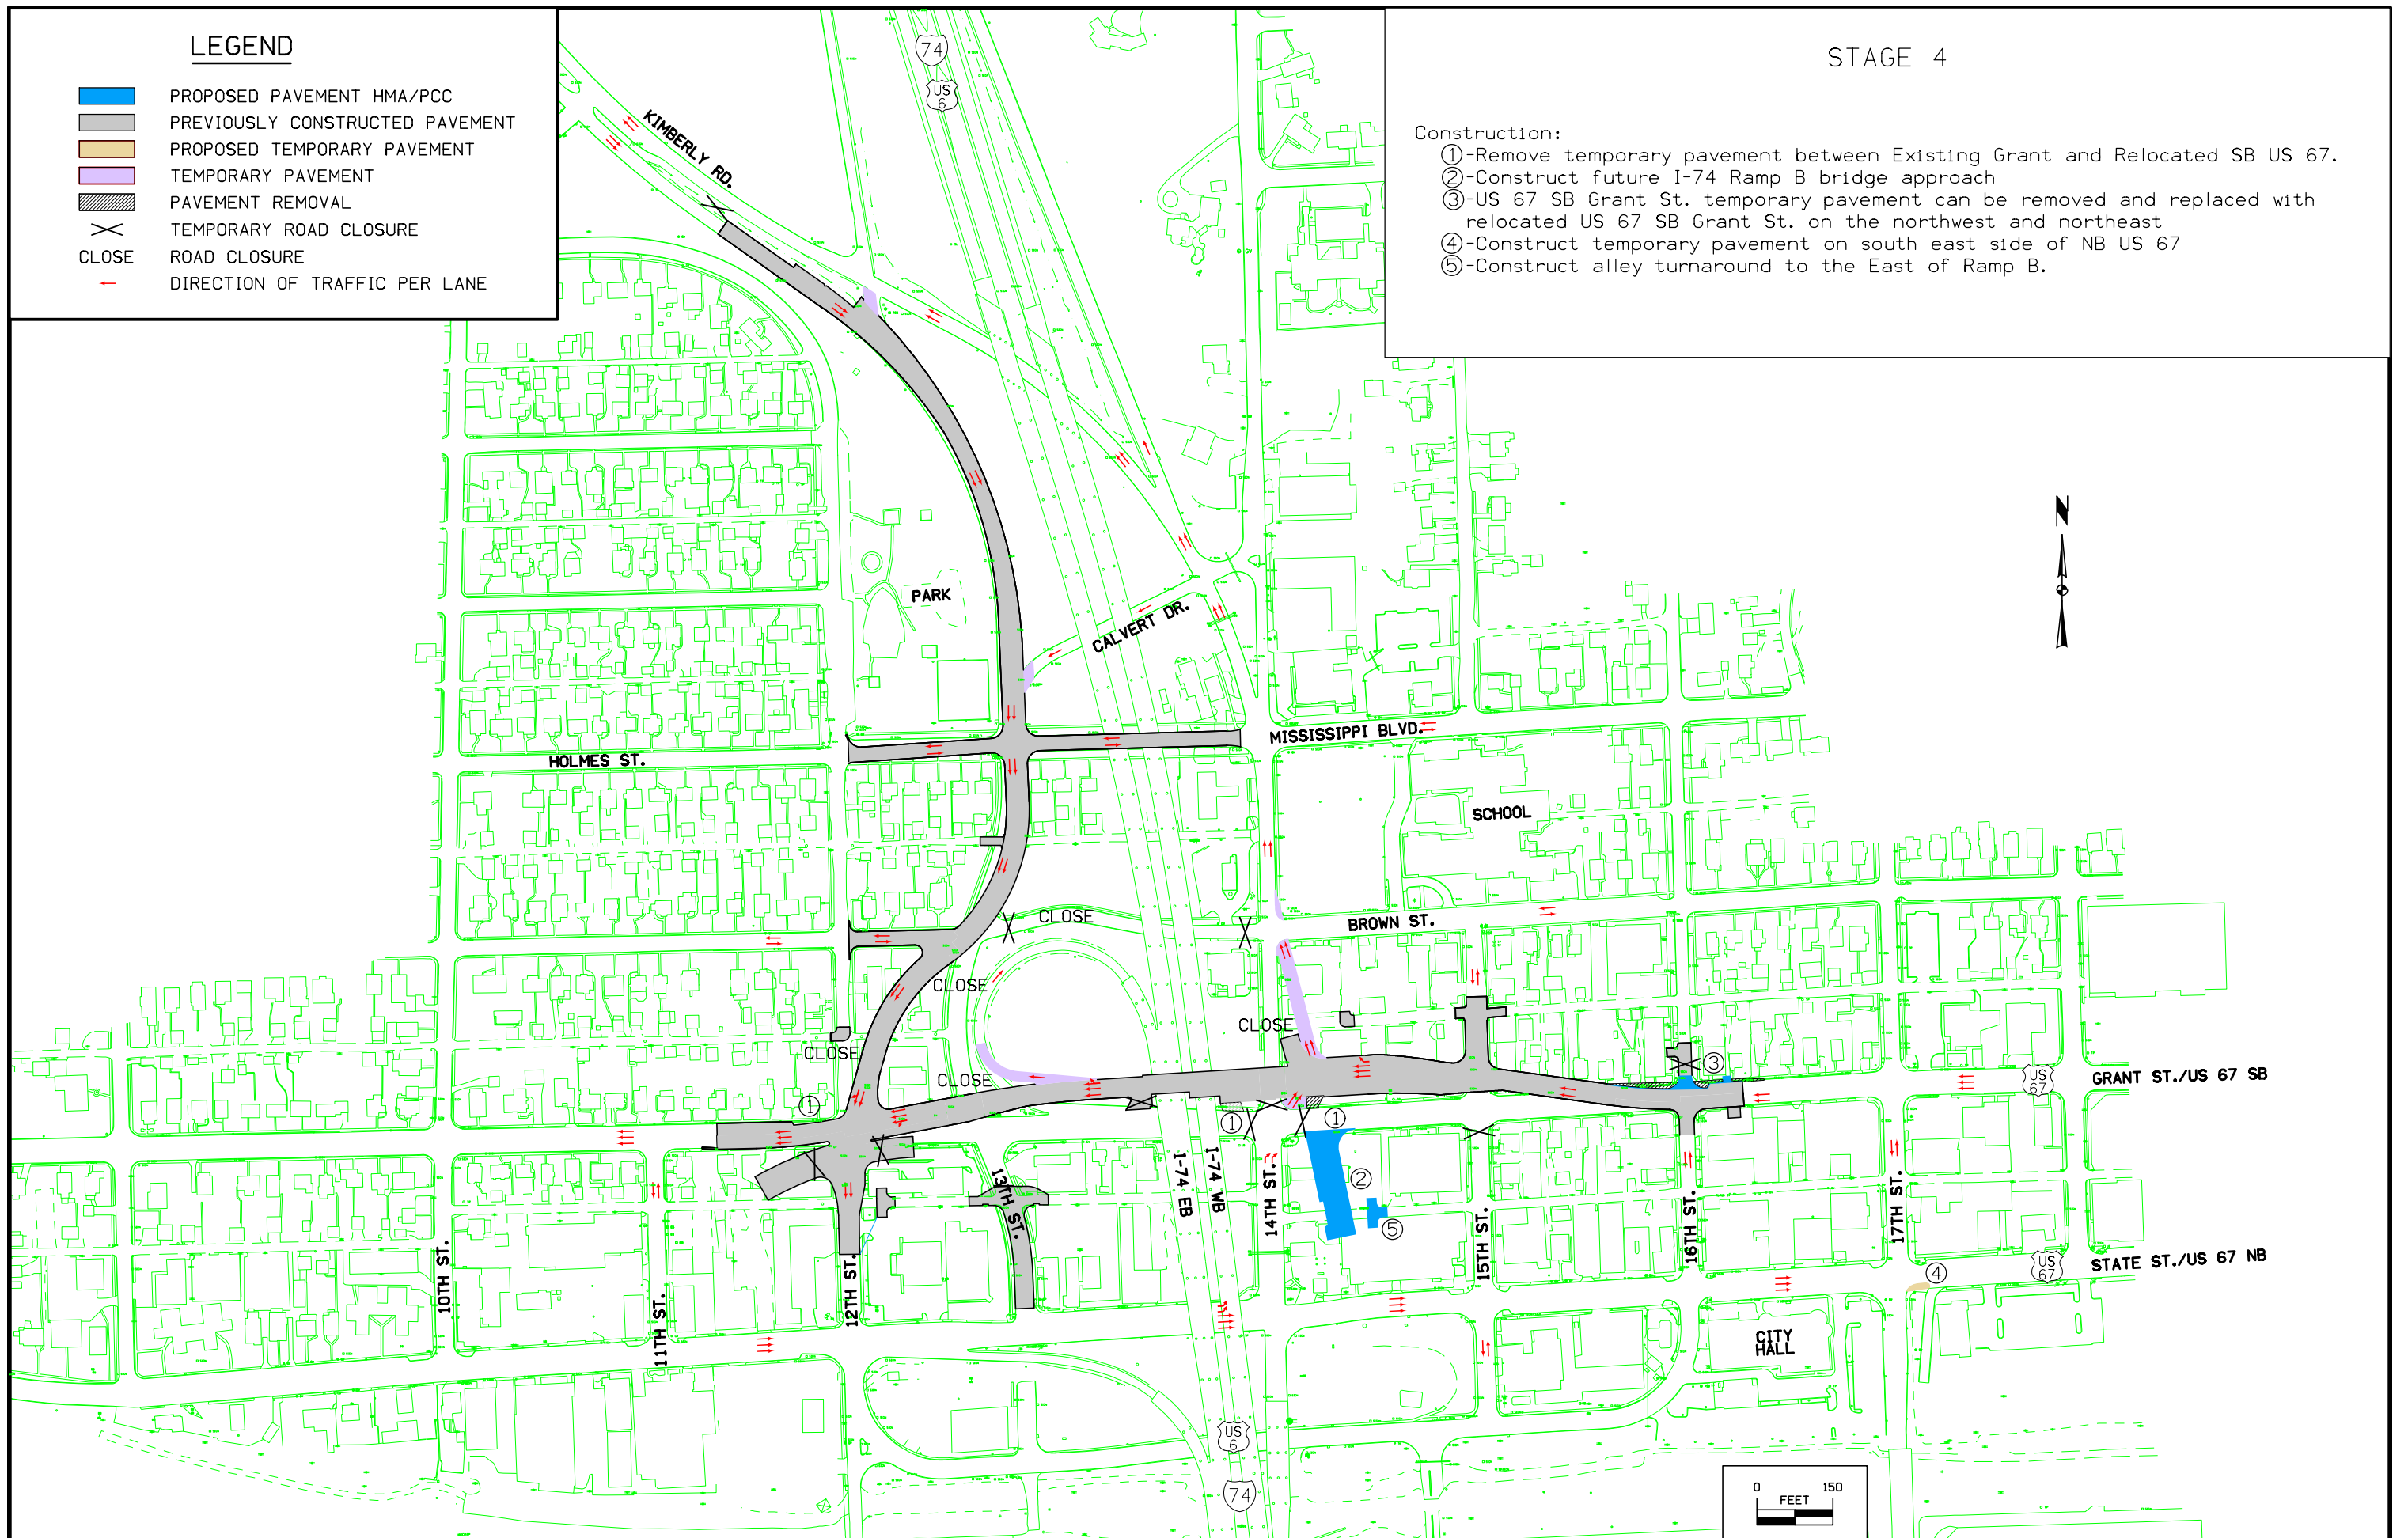 LEGEND
PROPOSED PAVEMENT HMA/PCC
PREVIOUSLY CONSTRUCTED PAVEMENT
PROPOSED TEMPORARY PAVEMENT
TEMPORARY PAVEMENT
PAVEMENT REMOVAL
TEMPORARY ROAD CLOSURE
CLOSE ROAD CLOSURE
DIRECTION OF TRAFFIC PER LANE
STAGE 4
Construction:
①-Remove temporary pavement between Existing Grant and Relocated SB US 67.
②-Construct future I-74 Ramp B bridge approach
③-US 67 SB Grant St. temporary pavement can be removed and replaced with
relocated US 67 SB Grant St. on the northwest and northeast
④-Construct temporary pavement on south east side of NB US 67
⑤-Construct alley turnaround to the East of Ramp B.
74
US
6
KIMBERLY RD.
N
PARK
CALVERT DR.
MISSISSIPPI BLVD.
HOLMES ST.
SCHOOL
CLOSE
BROWN ST.
CLOSE
CLOSE
CLOSE
CLOSE
③
US
67
GRANT ST./US 67 SB
①
①
①
②
⑤
13TH ST.
I-74 EB
I-74 WB
14TH ST.
15TH ST.
16TH ST.
17TH ST.
10TH ST.
11TH ST.
12TH ST.
④
US
67
STATE ST./US 67 NB
CITY
HALL
US
6
74
0 150
FEET